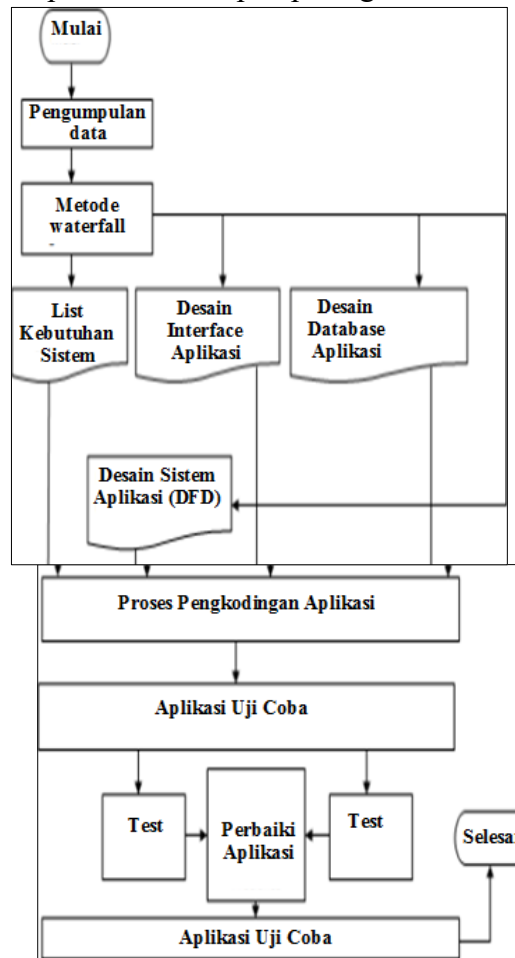 Mulai
Pengumpulan
data
Metode
waterfall
-
List
Kebutuhan
Sistem
Desain
Interface
Aplikasi
Desain
Database
Aplikasi
Desain Sistem
Aplikasi (DFD)
Proses Pengkodingan Aplikasi
Aplikasi Uji Coba
Test
Perbaiki
Aplikasi
Test
Selesai
Aplikasi Uji Coba